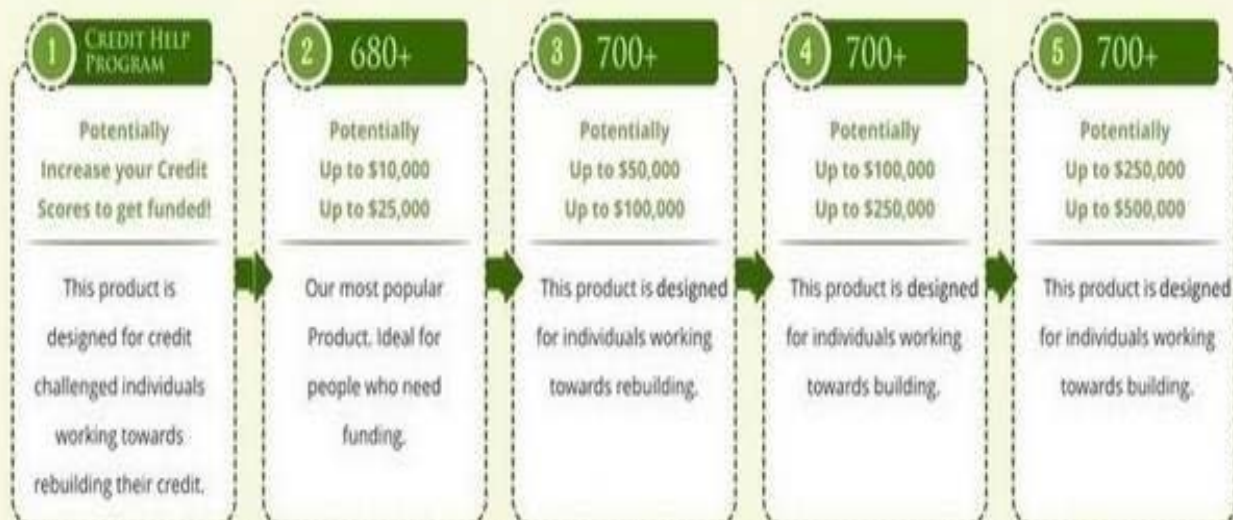 1
CREDIT HELP
PROGRAM
Potentially
Increase your Credit
Scores to get funded!
This product is
designed for credit
challenged individuals
working towards
rebuilding their credit.
2
680+
Potentially
Up to $10,000
Up to $25,000
Our most popular
Product. Ideal for
people who need
funding.
3
700+
Potentially
Up to $50,000
Up to $100,000
This product is designed
for individuals working
towards rebuilding.
4
700+
Potentially
Up to $100,000
Up to $250,000
This product is designed
for individuals working
towards building.
5
700+
Potentially
Up to $250,000
Up to $500,000
This product is designed
for individuals working
towards building.